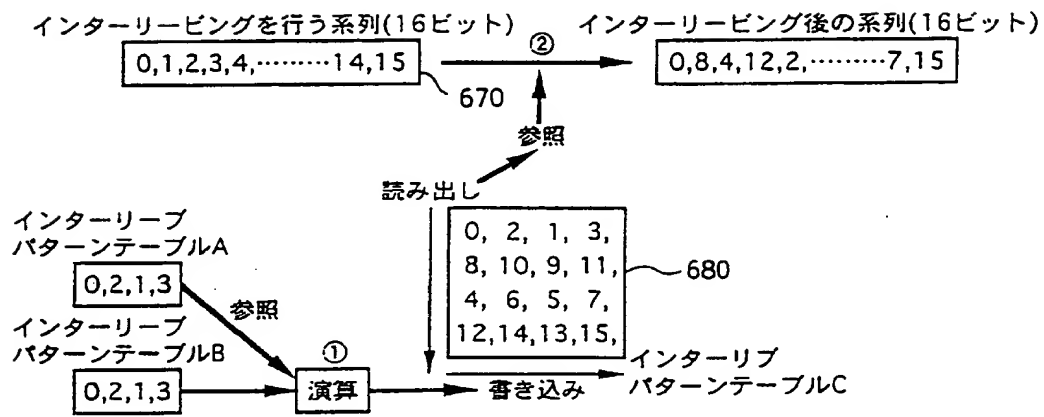 インターリービングを行う系列(16ビット)
0,1,2,3,4,………14,15
670
②
インターリービング後の系列(16ビット)
0,8,4,12,2,………7,15
参照
読み出し
インターリーブ
パターンテーブルA
0,2,1,3
参照
インターリーブ
パターンテーブルB
0,2,1,3
①
演算
0, 2, 1, 3,
8, 10, 9, 11,
4, 6, 5, 7,
12,14,13,15,
680
書き込み
インターリブ
パターンテーブルC